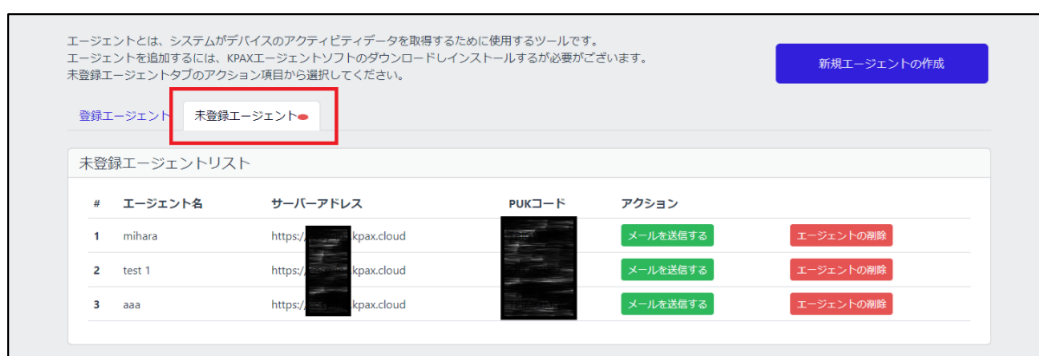 エージェントとは、システムがデバイスのアクティビティデータを取得するために使用するツールです。
エージェントを追加するには、KPAXエージェントソフトのダウンロードしインストールするが必要がございます。
未登録エージェントタブのアクション項目から選択してください。
新規エージェントの作成
登録エージェント 未登録エージェント
未登録エージェントリスト
# エージェント名 サーバーアドレス PUKコード アクション
1 mihara https:/ kpax.cloud メールを送信する エージェントの削除
2 test 1 https:/ kpax.cloud メールを送信する エージェントの削除
3 aaa https:/ kpax.cloud メールを送信する エージェントの削除